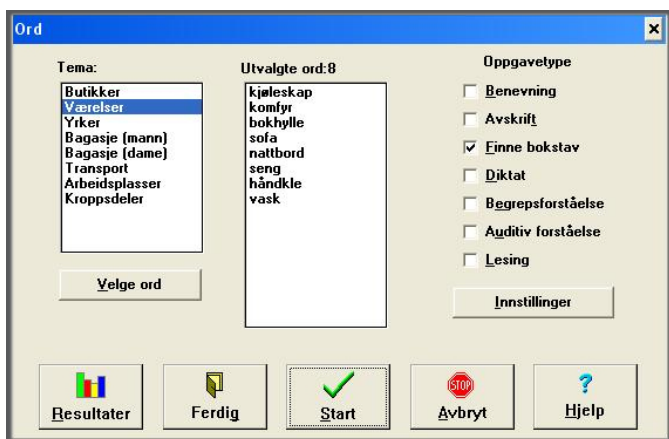 Ord
Tema:
Butikker
Værelser
Yrker
Bagasje (mann)
Bagasje (dame)
Transport
Arbeidsplasser
Kroppsdeler
Velge ord
Utvalgte ord:8
kjøleskap
komfyr
bokhylle
sofa
nattbord
seng
håndkle
vask
Oppgavetype
Benevning
Avskrift
Finne bokstav
Diktat
Begrepsforståelse
Auditiv forståelse
Lesing
Innstillinger
Resultater
Ferdig
Start
STOP
Avbryt
Hjelp